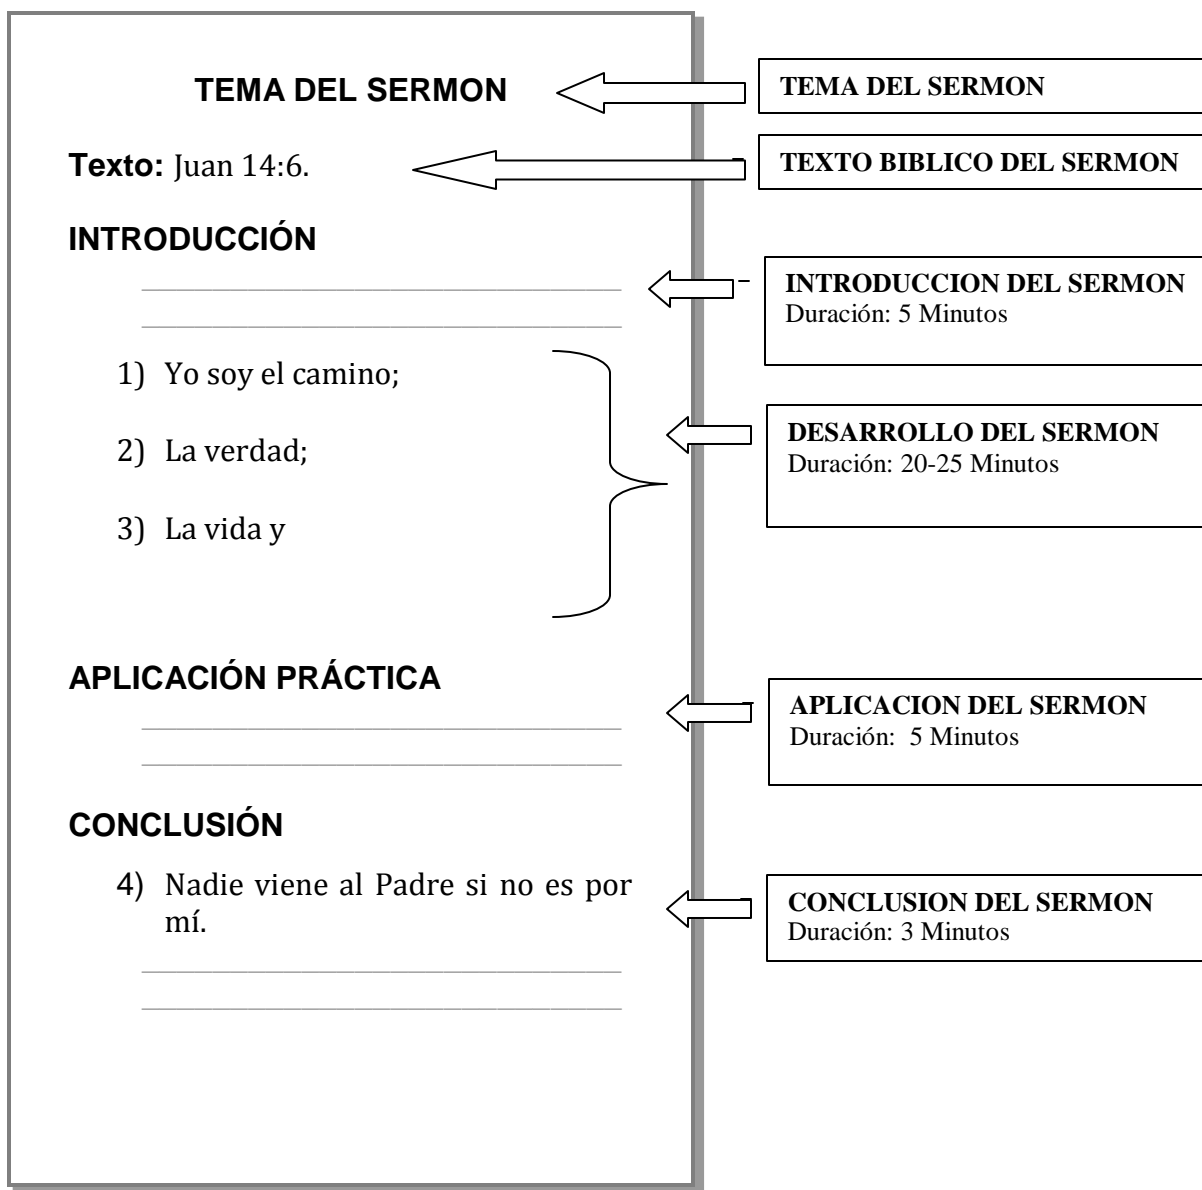 TEMA DEL SERMON
TEMA DEL SERMON
Texto: Juan 14:6.
TEXTO BIBLICO DEL SERMON
INTRODUCCIÓN
INTRODUCCION DEL SERMON
Duración: 5 Minutos
1) Yo soy el camino;
2) La verdad;
3) La vida y
DESARROLLO DEL SERMON
Duración: 20-25 Minutos
APLICACIÓN PRÁCTICA
APLICACION DEL SERMON
Duración: 5 Minutos
CONCLUSIÓN
4) Nadie viene al Padre si no es por
mí.
CONCLUSION DEL SERMON
Duración: 3 Minutos